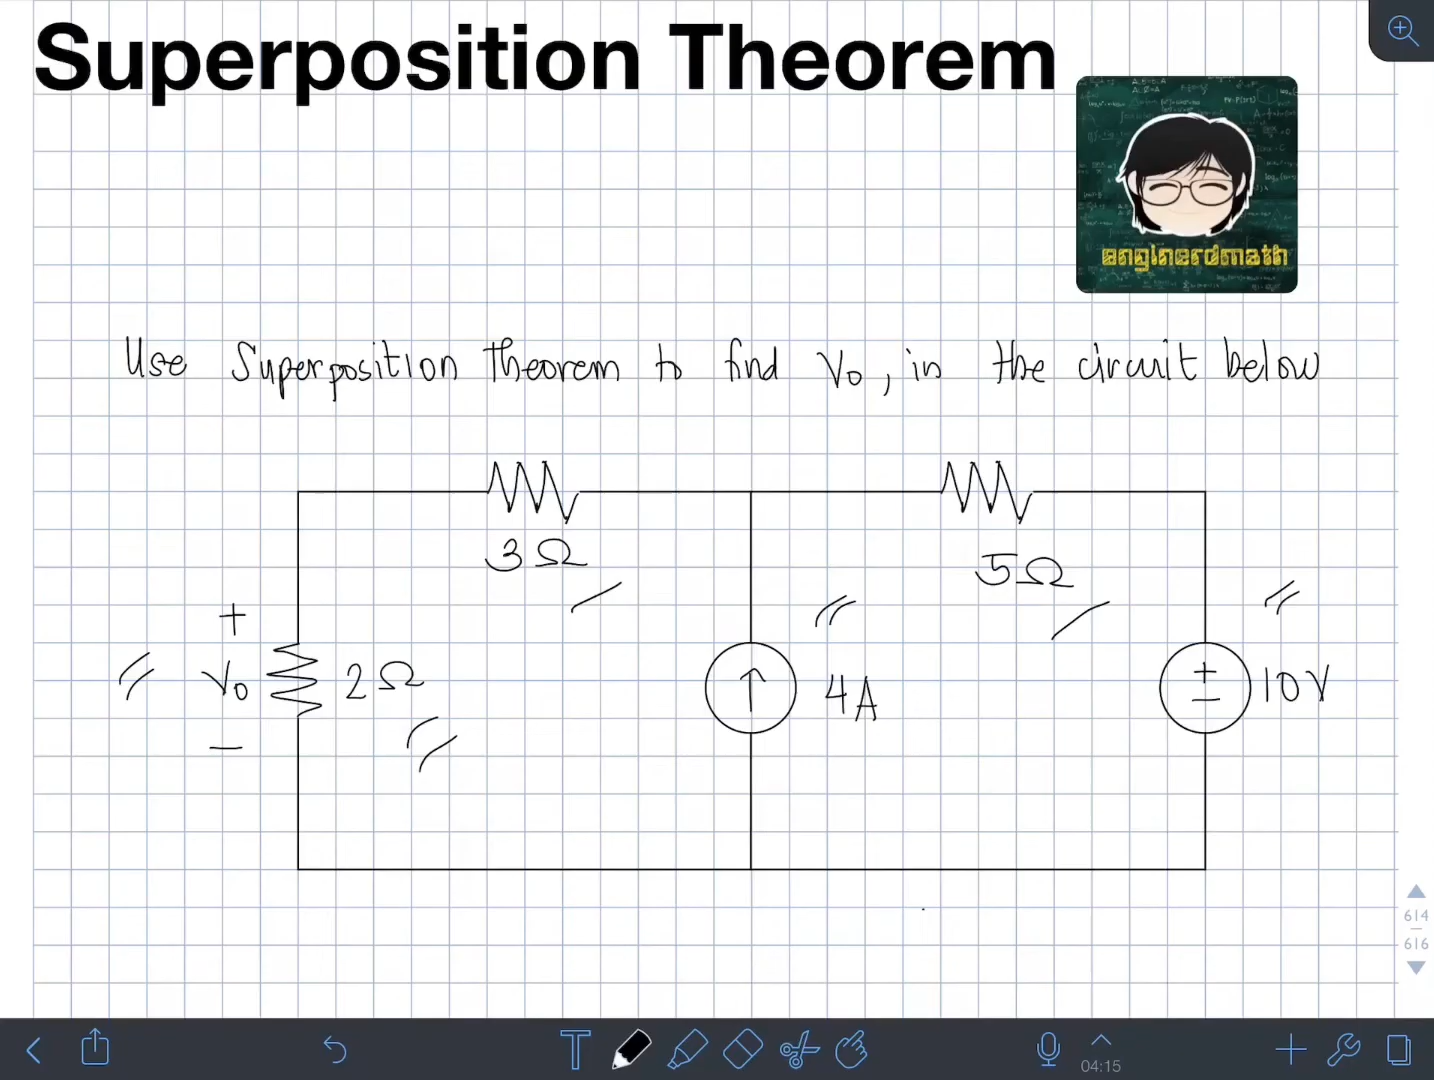 Superposition Theorem
enginerdmath
Use Superposition Theorem to find Vo, in the circuit below
3Ω
5Ω
+
Vo
−
2Ω
4A
+
−
10V
614
616
T
04:15